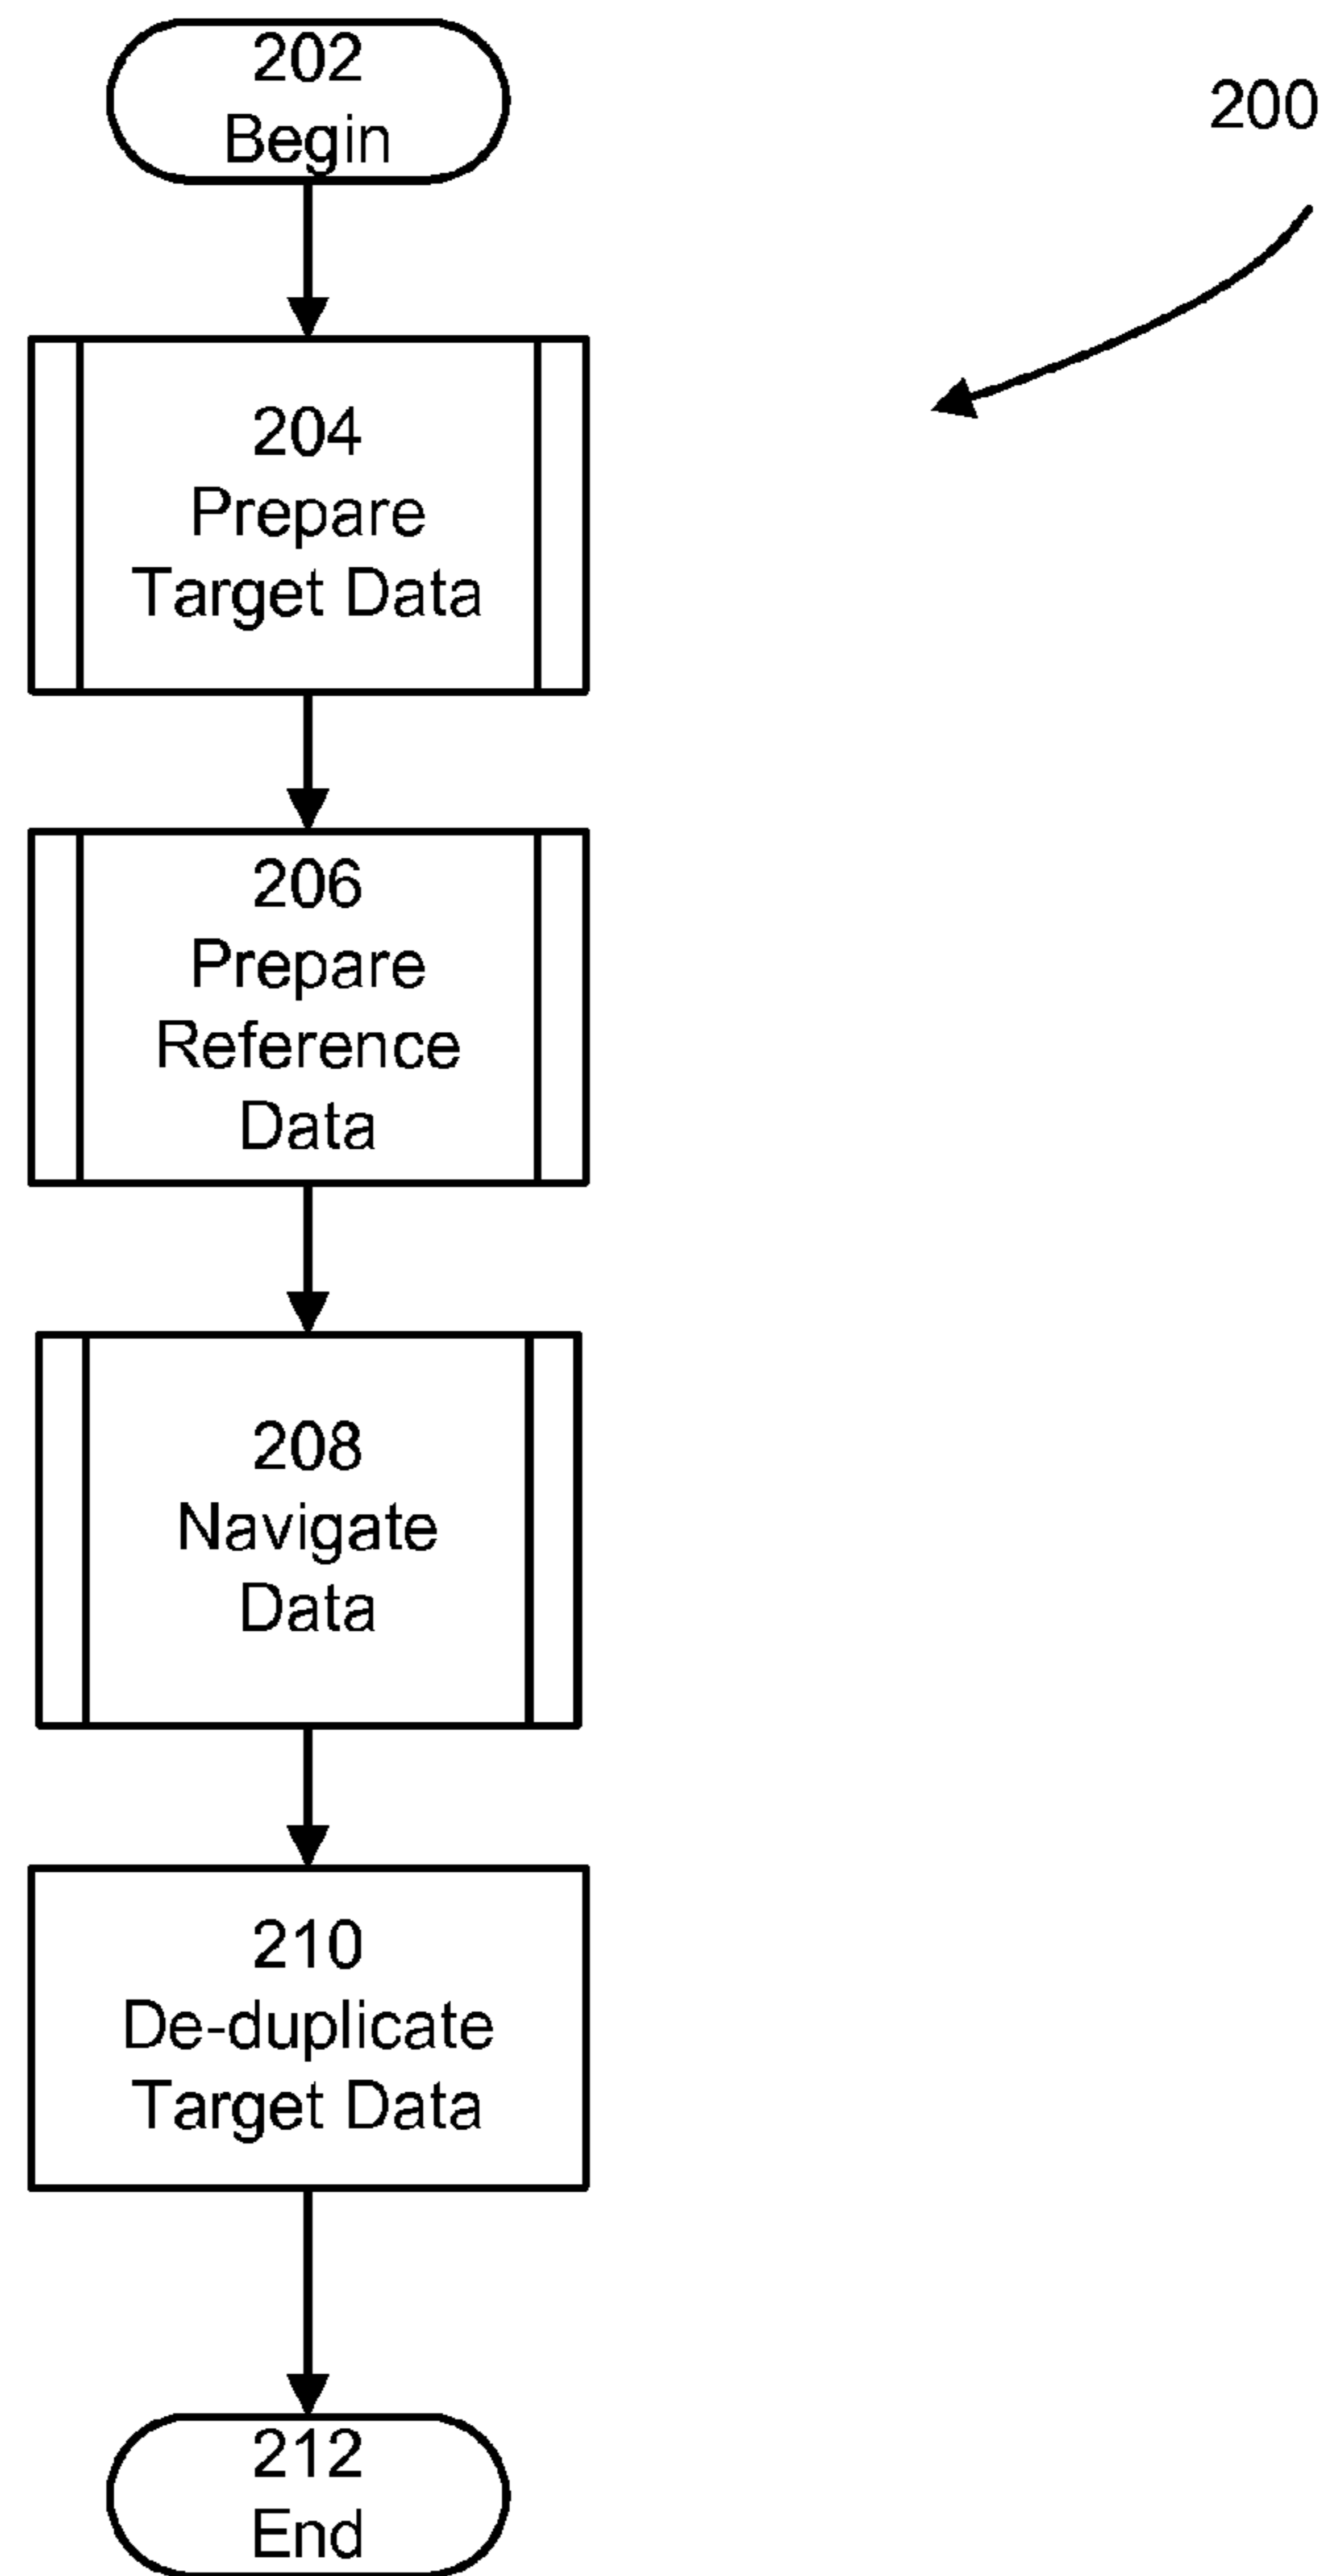 202
Begin
200
204
Prepare
Target Data
206
Prepare
Reference
Data
208
Navigate
Data
210
De-duplicate
Target Data
212
End